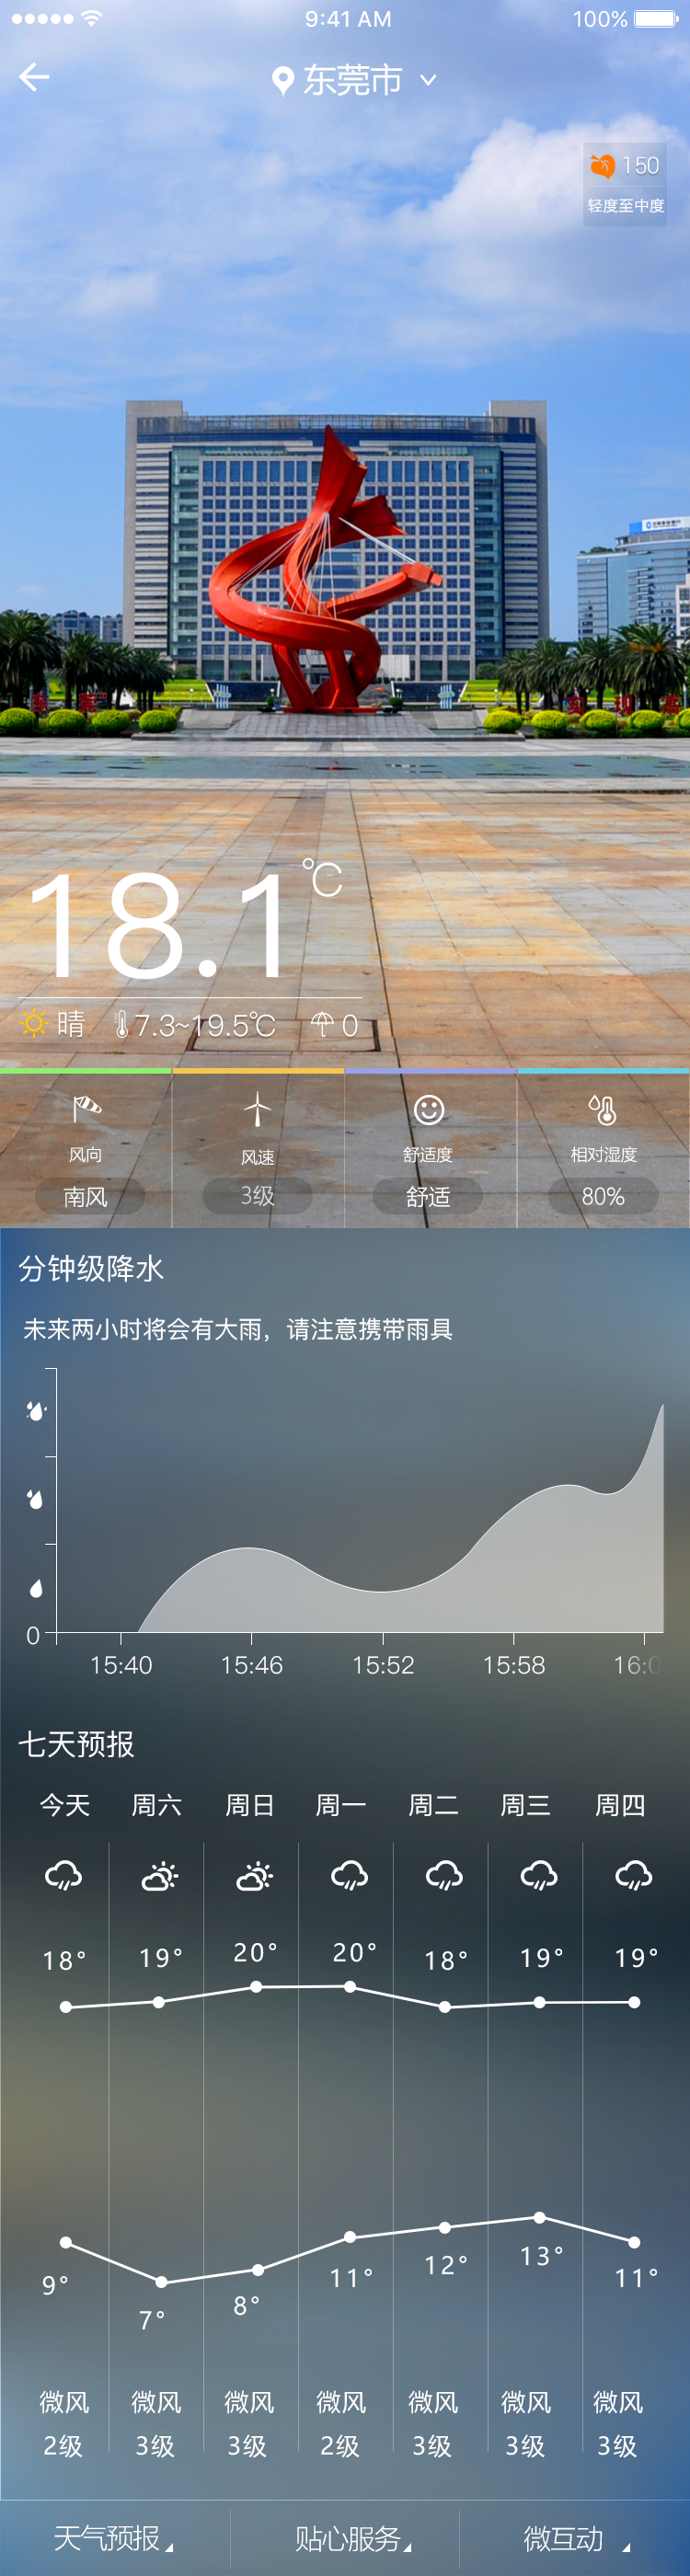 9:41 AM 100%
东莞市
150
轻度至中度
18.1℃
晴 7.3~19.5℃ 0
风向 风速 舒适度 相对湿度
南风 3级 舒适 80%
分钟级降水
未来两小时将会有大雨，请注意携带雨具
0
15:40 15:46 15:52 15:58
七天预报
今天 周六 周日 周一 周二 周三 周四
18° 19° 20° 20° 18° 19° 19°
9° 7° 8° 11° 12° 13° 11°
微风 微风 微风 微风 微风 微风 微风
2级 3级 3级 2级 3级 3级 3级
天气预报 贴心服务 微互动